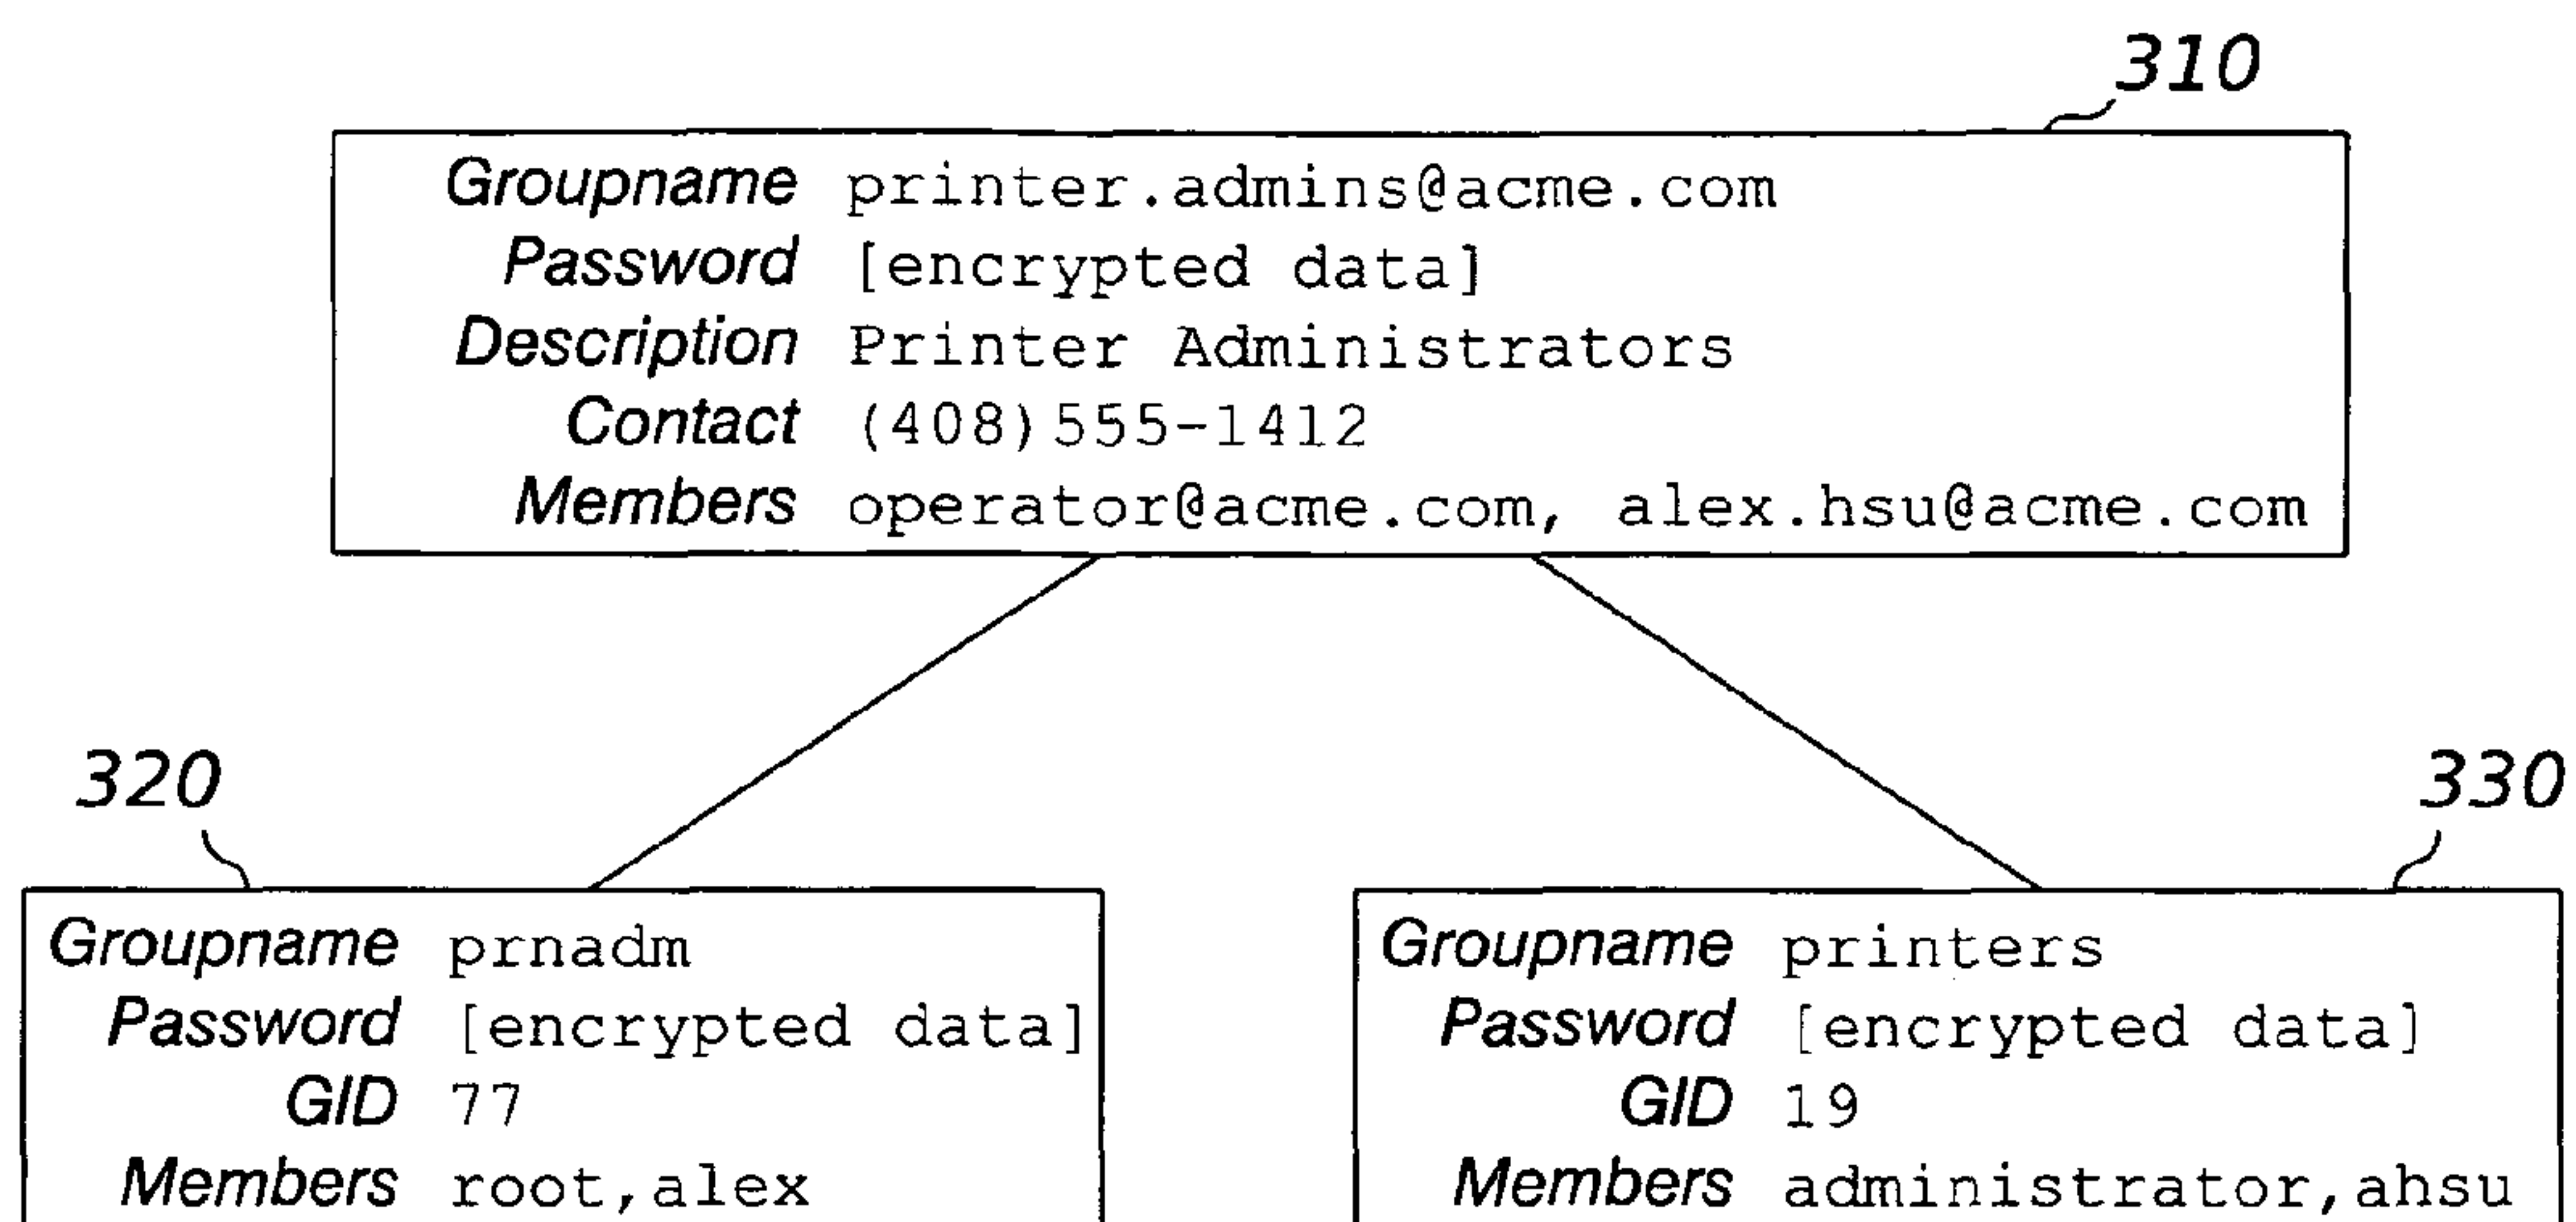 310
Groupname printer.admins@acme.com
Password [encrypted data]
Description Printer Administrators
Contact (408)555-1412
Members operator@acme.com, alex.hsu@acme.com
320
Groupname prnadm
Password [encrypted data]
GID 77
Members root,alex
330
Groupname printers
Password [encrypted data]
GID 19
Members administrator,ahsu